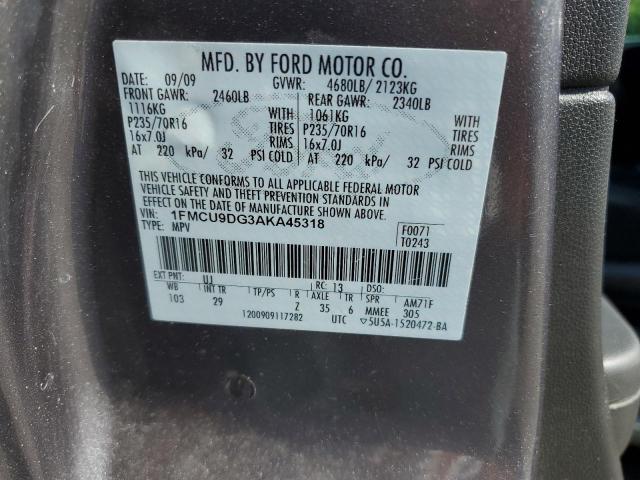 MFD. BY FORD MOTOR CO.
DATE: 09/09 GVWR: 4680LB/ 2123KG
FRONT GAWR: 2460LB REAR GAWR: 2340LB
1116KG WITH 1061KG WITH
P235/70R16 TIRES P235/70R16 TIRES
16x7.0J RIMS 16x7.0J RIMS
AT 220 kPa/ 32 PSI COLD AT 220 kPa/ 32 PSI COLD
THIS VEHICLE CONFORMS TO ALL APPLICABLE FEDERAL MOTOR
VEHICLE SAFETY AND THEFT PREVENTION STANDARDS IN
EFFECT ON THE DATE OF MANUFACTURE SHOWN ABOVE.
VIN: 1FMCU9DG3AKA45318 F0071
TYPE: MPV T0243
EXT PNT: UJ RC: 13 DSO:
WB INT TR TP/PS R AXLE TR SPR AM71F
103 29 Z 35 6 MMEE 305
1200909117282 UTC ▽5U5A-1520472-BA